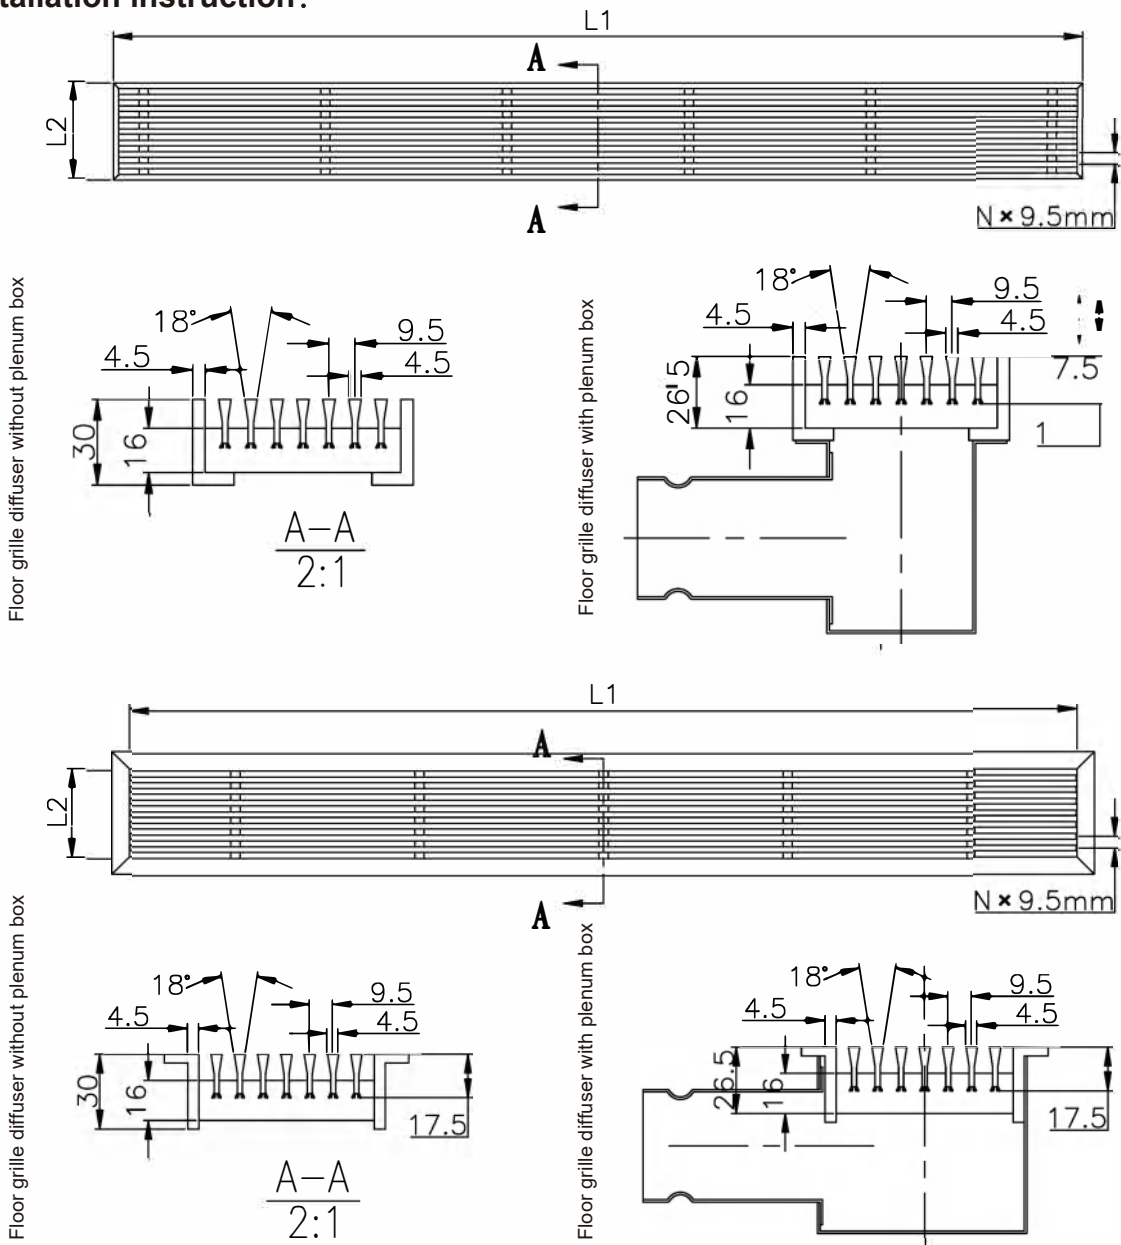 tallation instruction:
L1
A
L2
A
N×9.5mm
Floor grille diffuser without plenum box
18°
9.5
4.5
4.5
30
16
A-A
2:1
Floor grille diffuser with plenum box
18°
9.5
4.5
4.5
7.5
26'5
16
1
L1
A
L2
N×9.5mm
A
Floor grille diffuser without plenum box
18°
9.5
4.5
4.5
30
16
17.5
A-A
2:1
Floor grille diffuser with plenum box
18°
9.5
4.5
4.5
26.5
16
17.5